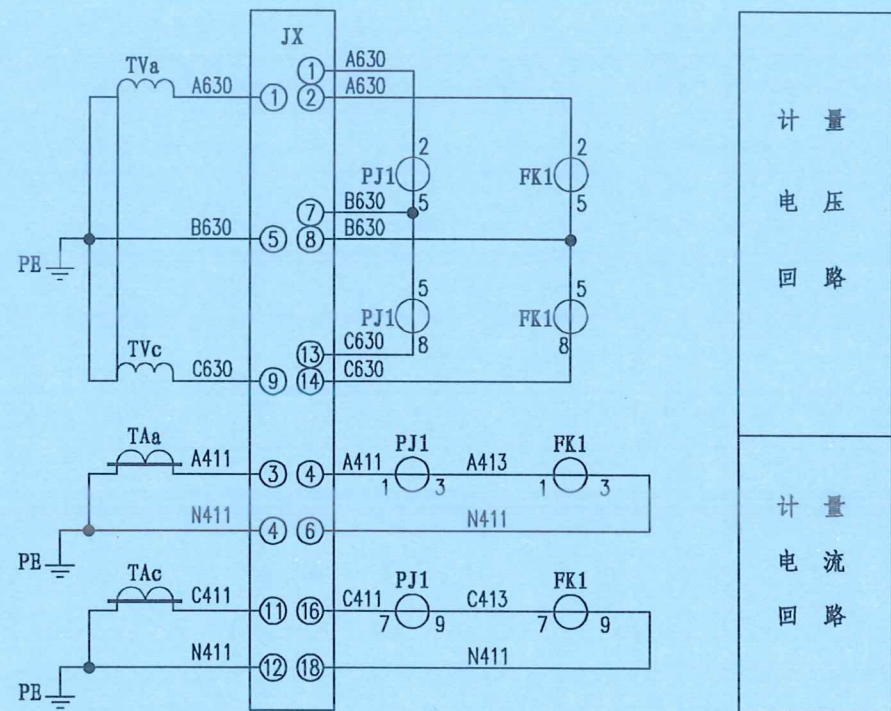 JX
① A630
TVa A630 ① ② A630
2 2
PJ1 FK1
5 5
⑦ B630
B630 ⑤ ⑧ B630
PE
5 5
PJ1 FK1
8 8
⑬ C630
TVc C630 ⑨ ⑭ C630
TAa A411 ③ ④ A411 PJ1 A413 FK1
1 3 1 3
N411 ④ ⑥ N411
PE
TAc C411 ⑪ ⑯ C411 PJ1 C413 FK1
7 9 7 9
N411 ⑫ ⑱ N411
PE
计 量
电 压
回 路
计 量
电 流
回 路